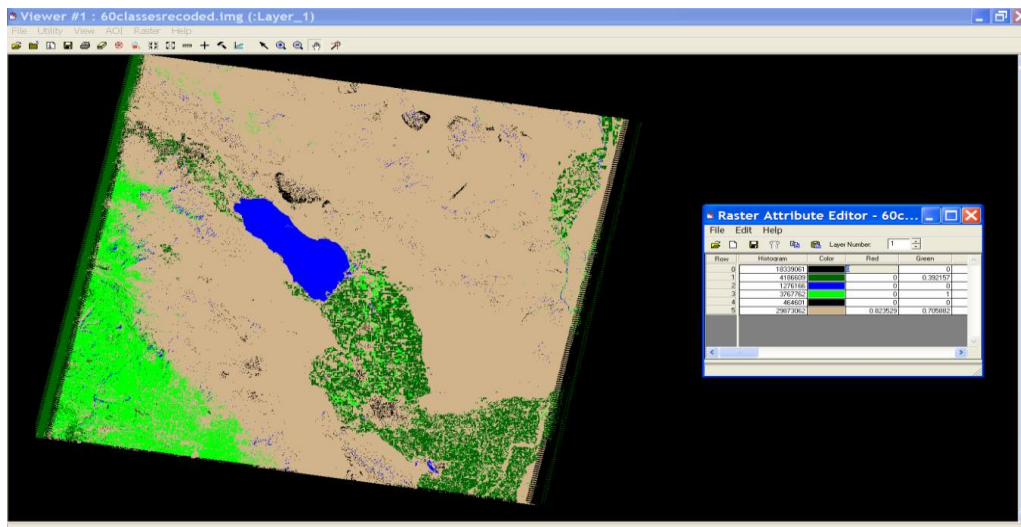 Viewer #1 : 60classesrecoded.img (:Layer_1)
File Utility View AOI Raster Help
Raster Attribute Editor - 60c...
File Edit Help
Layer Number: 1
Row Histogram Color Red Green
0 18339061 0
1 4186609 0 0.392157
2 1276166 0 0
3 3767762 0 1
4 464601 0 0
5 29873062 0.823529 0.705882